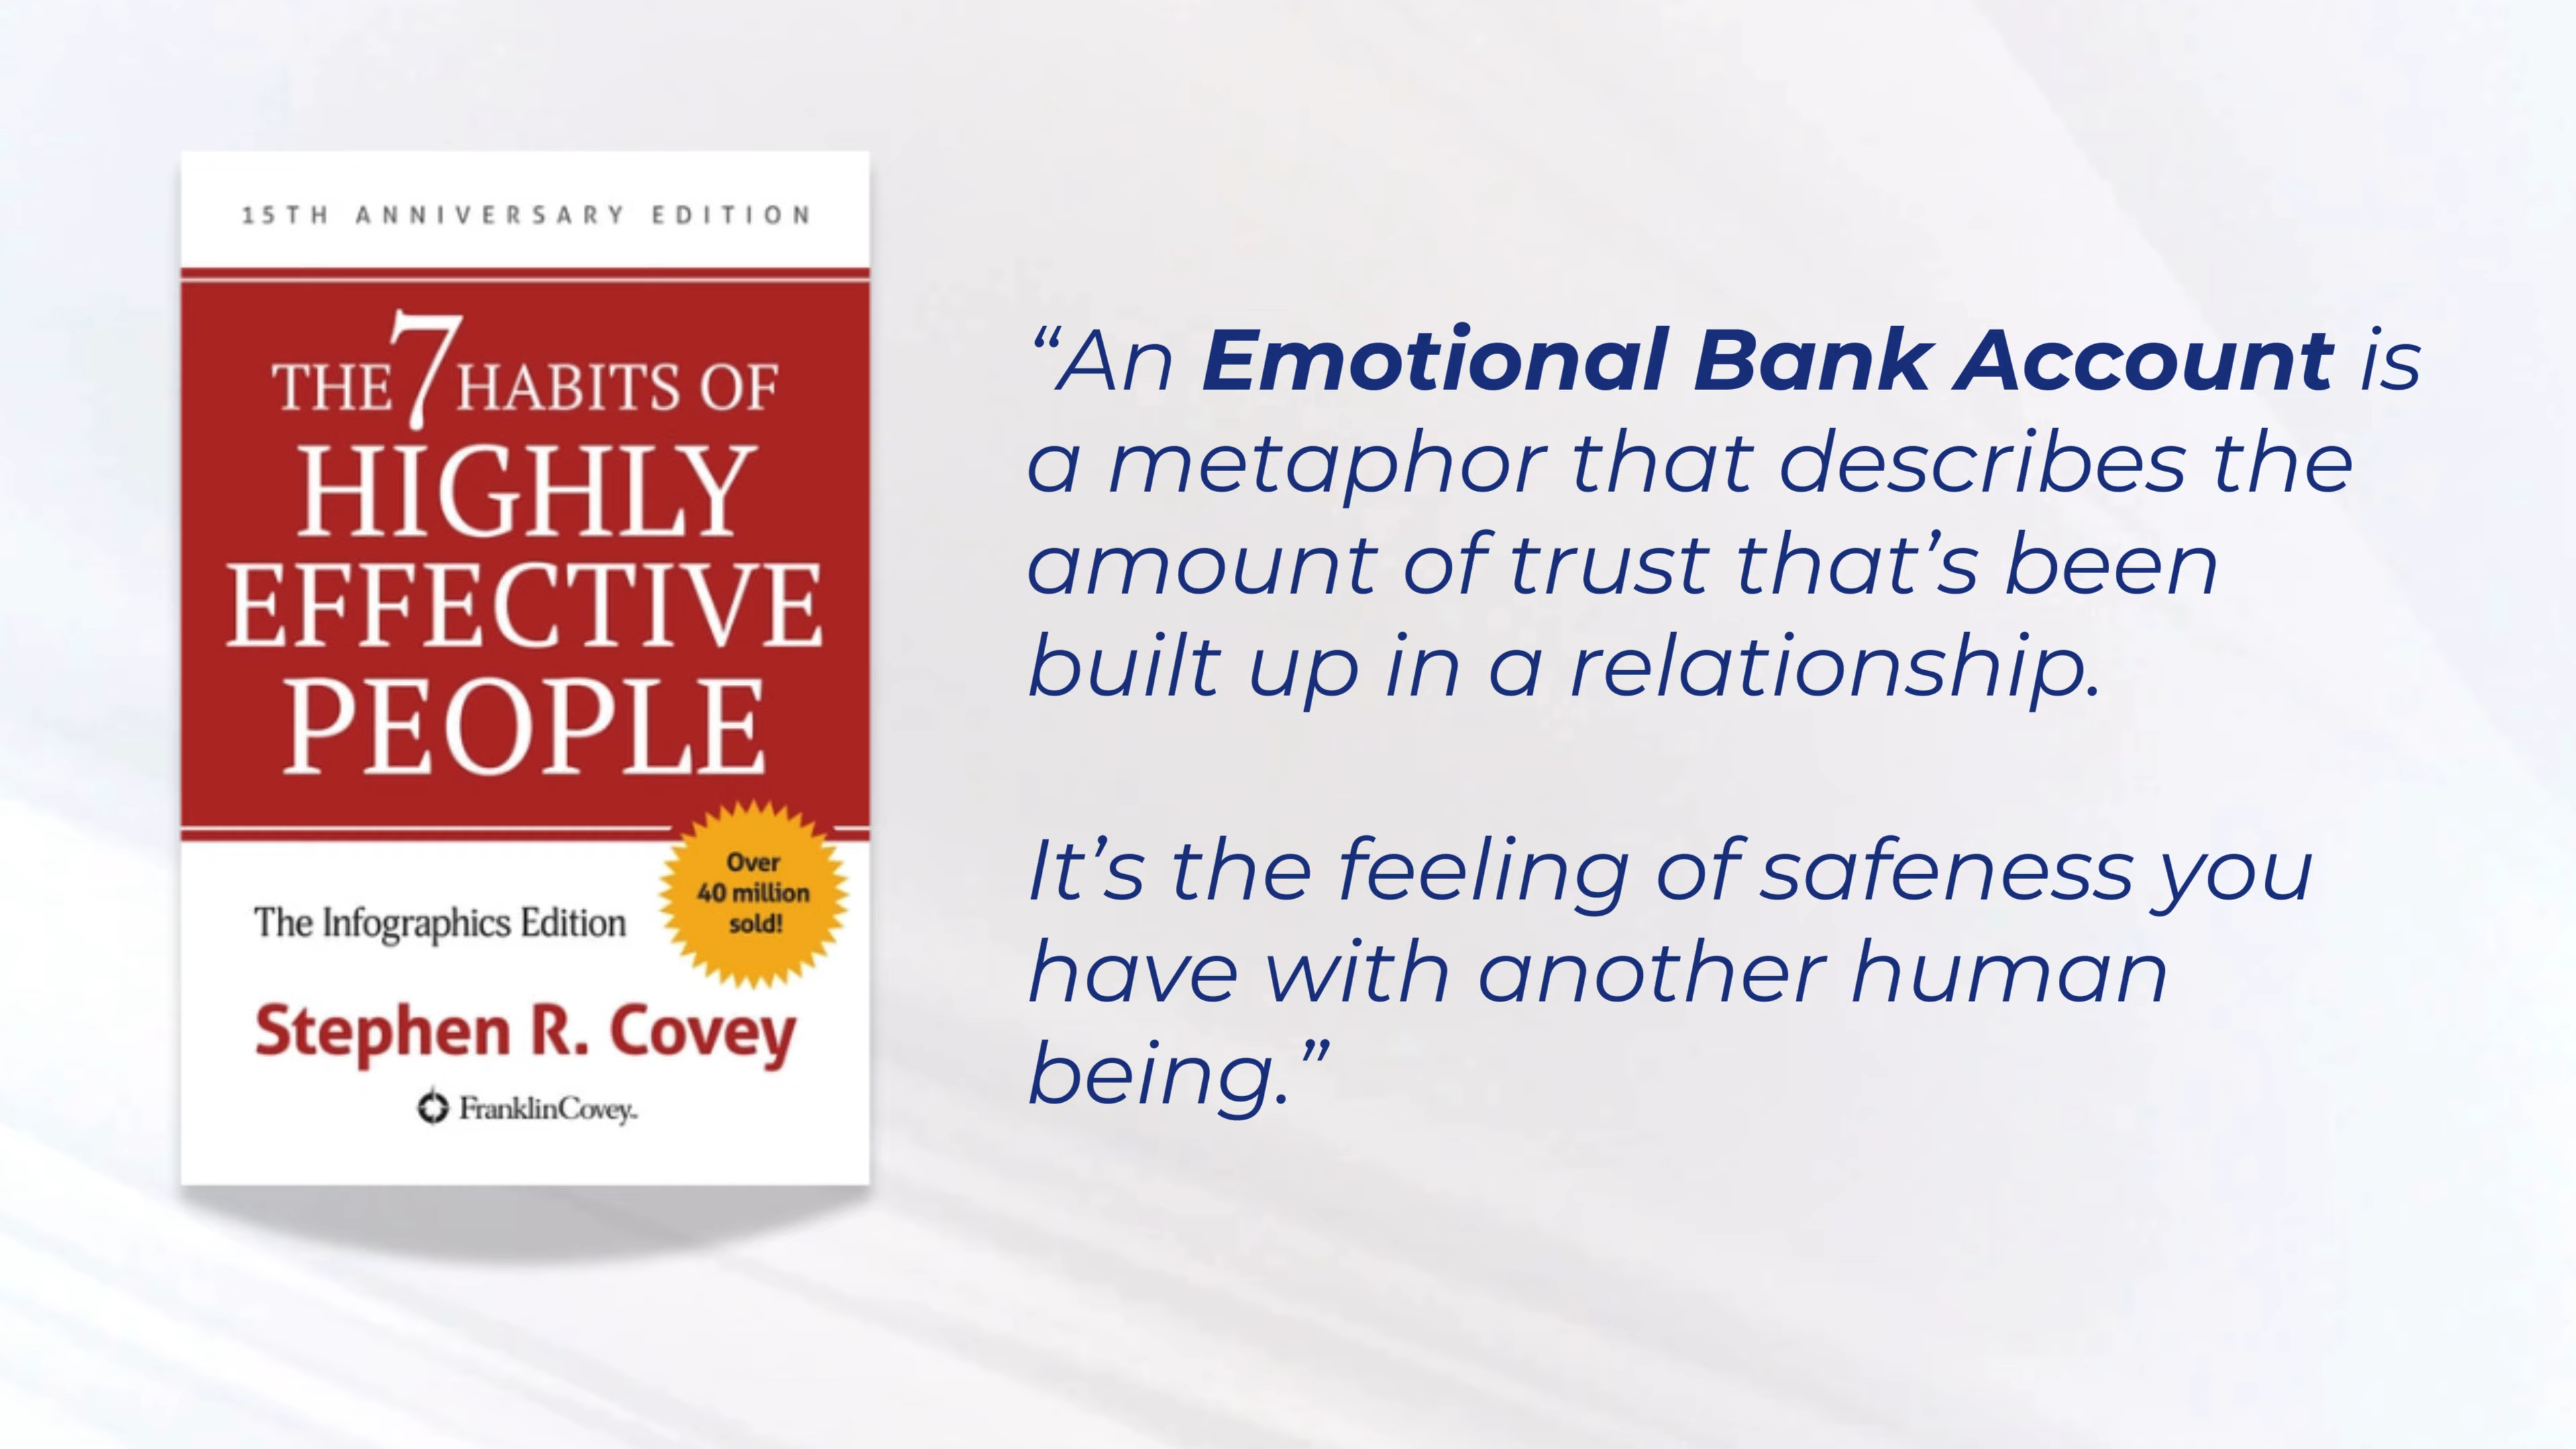 15TH ANNIVERSARY EDITION
THE 7 HABITS OF
HIGHLY
EFFECTIVE
PEOPLE
Over
40 million
sold!
The Infographics Edition
Stephen R. Covey
FranklinCovey™
“An Emotional Bank Account is
a metaphor that describes the
amount of trust that’s been
built up in a relationship.
It’s the feeling of safeness you
have with another human
being.”